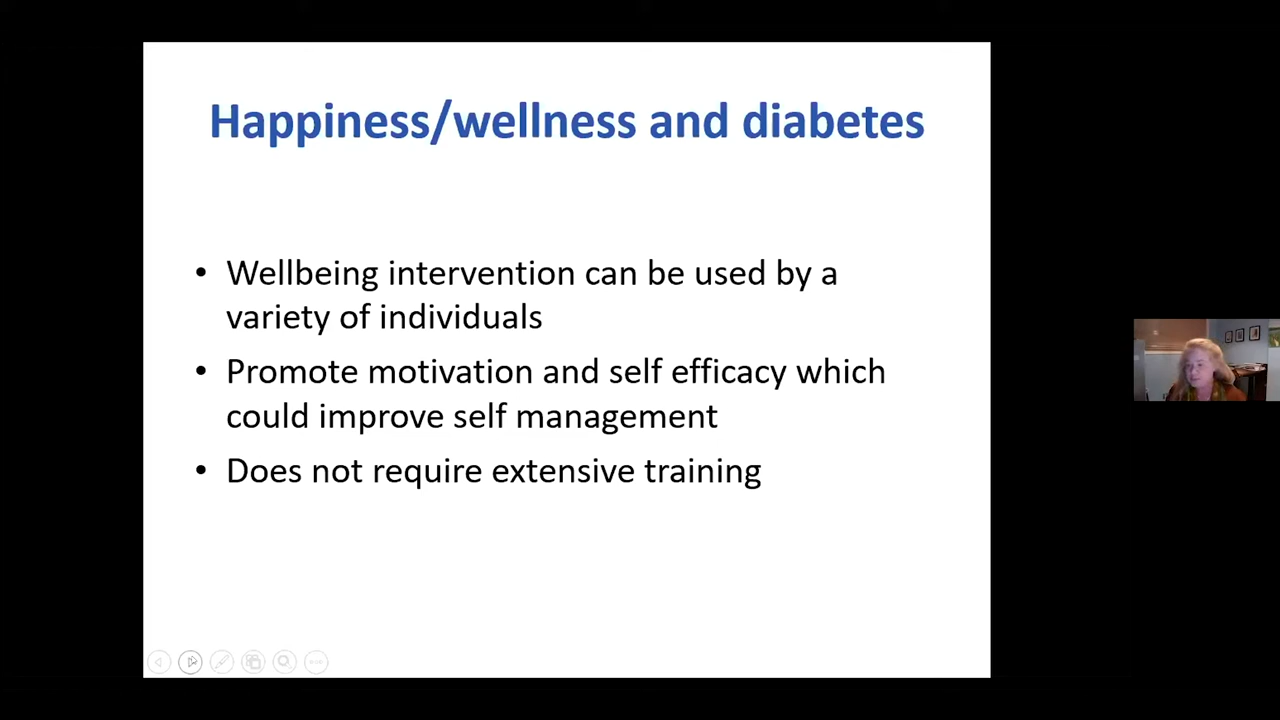 Happiness/wellness and diabetes
• Wellbeing intervention can be used by a
variety of individuals
• Promote motivation and self efficacy which
could improve self management
• Does not require extensive training